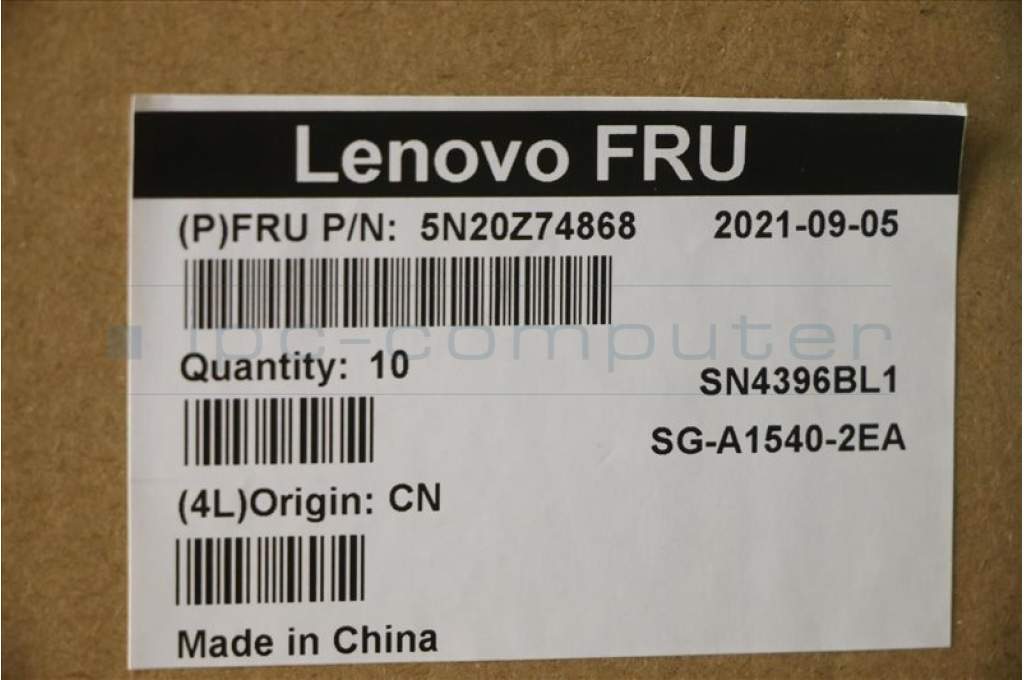 Lenovo FRU
(P)FRU P/N: 5N20Z74868 2021-09-05
ipc-computer
Quantity: 10
SN4396BL1
SG-A1540-2EA
(4L)Origin: CN
Made in China